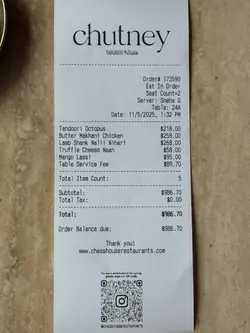 chutney
Order# 173590
Eat In Order
Seat Count=2
Server: Sneha G
Table: 24A
Date: 11/5/2025, 1:32 PM
Tandoori Octopus $218.00
Butter Makhani Chicken $259.00
Lamb Shank Nalli Nihari $268.00
Truffle Cheese Naan $58.00
Mango Lassi $95.00
Table Service Fee $89.70
Total Item Count: 5
Subtotal: $986.70
Total Tax: $0.00
Total: $986.70
Order Balance due: $986.70
Thank you!
www.chesshouserestaurants.com